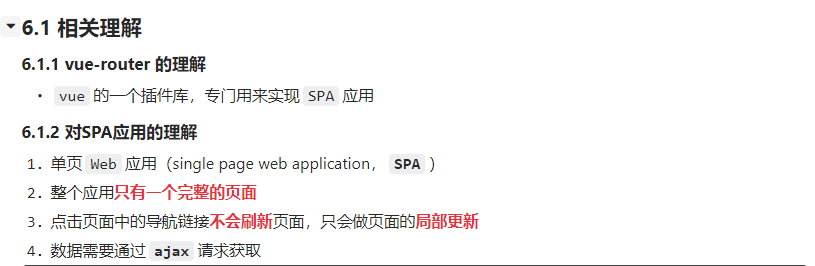 6.1 相关理解
6.1.1 vue-router 的理解
• vue 的一个插件库，专门用来实现 SPA 应用
6.1.2 对SPA应用的理解
1. 单页 Web 应用（single page web application， SPA ）
2. 整个应用只有一个完整的页面
3. 点击页面中的导航链接不会刷新页面，只会做页面的局部更新
4. 数据需要通过 ajax 请求获取